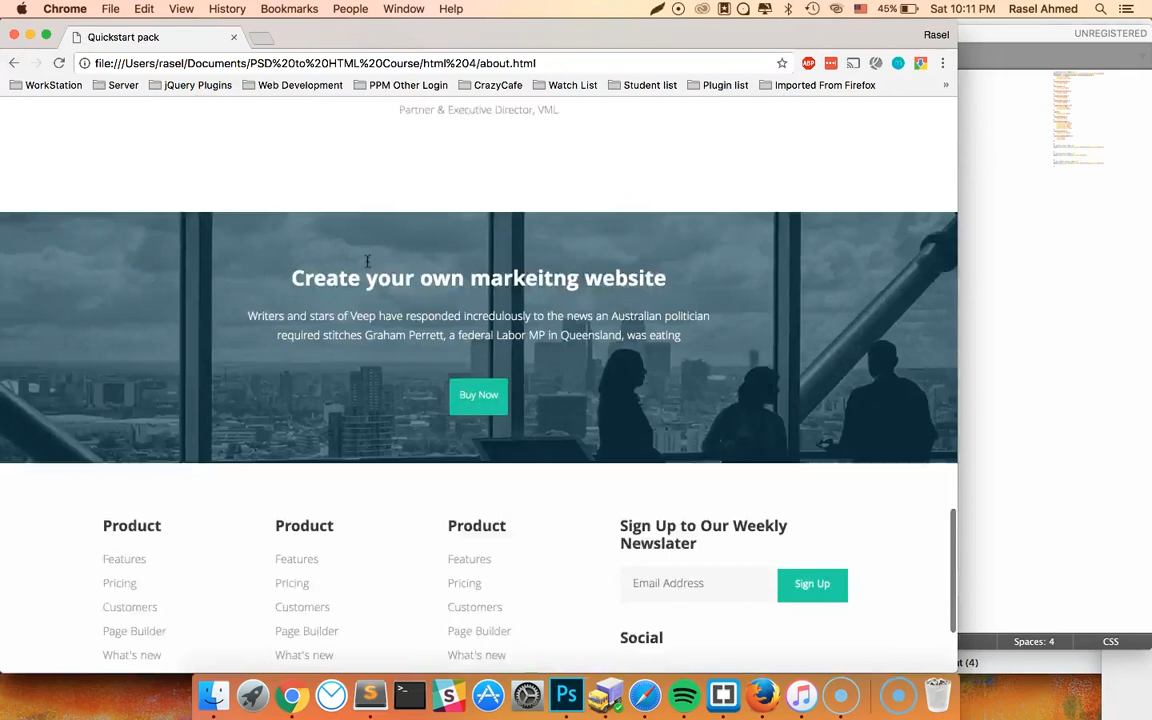 Chrome File Edit View History Bookmarks People Window Help 45% Sat 10:11 PM Rasel Ahmed
Quickstart pack
Rasel
UNREGISTERED
file:///Users/rasel/Documents/PSD%20to%20HTML%20Course/html%204/about.html
ABP
WorkStation Server jQuery Plugins Web Development PPM Other Login CrazyCafe Watch List Student list Plugin list Imported From Firefox »
Partner & Executive Director, VML
Create your own markeitng website
Writers and stars of Veep have responded incredulously to the news an Australian politician
required stitches Graham Perrett, a federal Labor MP in Queensland, was eating
Buy Now
Product Product Product Sign Up to Our Weekly
Newslater
Features Features Features
Pricing Pricing Pricing Email Address Sign Up
Customers Customers Customers
Page Builder Page Builder Page Builder Social
What's new What's new What's new
Spaces: 4 CSS
(4)
Ps